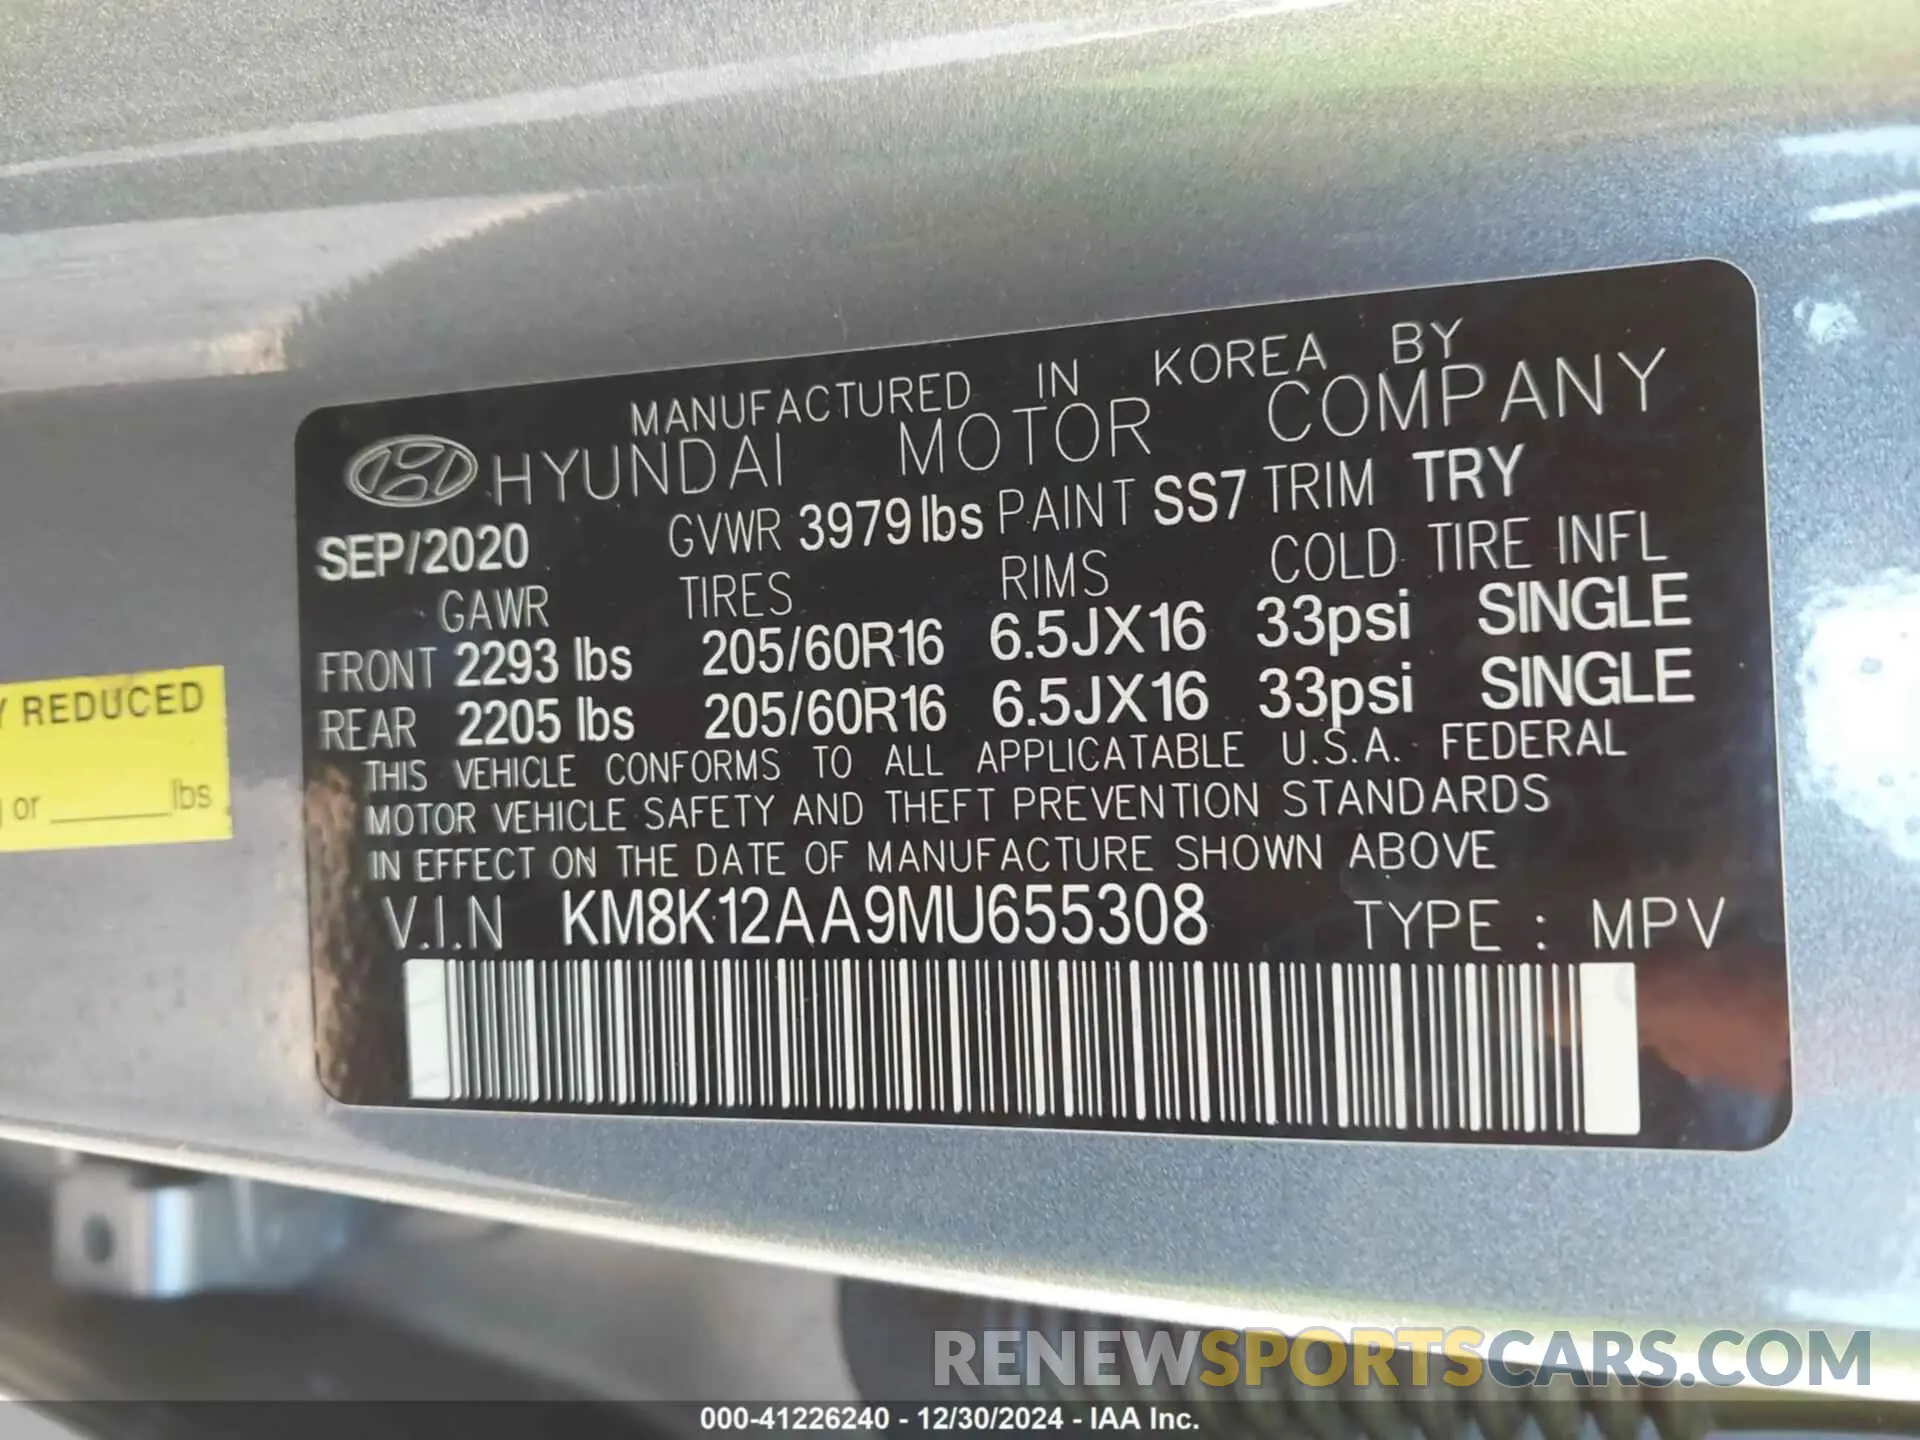 MANUFACTURED IN KOREA BY
HYUNDAI MOTOR COMPANY
SEP/2020 GVWR 3979 lbs PAINT SS7 TRIM TRY
GAWR TIRES RIMS COLD TIRE INFL
FRONT 2293 lbs 205/60R16 6.5JX16 33psi SINGLE
REAR 2205 lbs 205/60R16 6.5JX16 33psi SINGLE
THIS VEHICLE CONFORMS TO ALL APPLICATABLE U.S.A. FEDERAL
MOTOR VEHICLE SAFETY AND THEFT PREVENTION STANDARDS
IN EFFECT ON THE DATE OF MANUFACTURE SHOWN ABOVE
V.I.N KM8K12AA9MU655308 TYPE : MPV
REDUCED
or ______ lbs
RENEWSPORTSCARS.COM
000-41226240 - 12/30/2024 - IAA Inc.